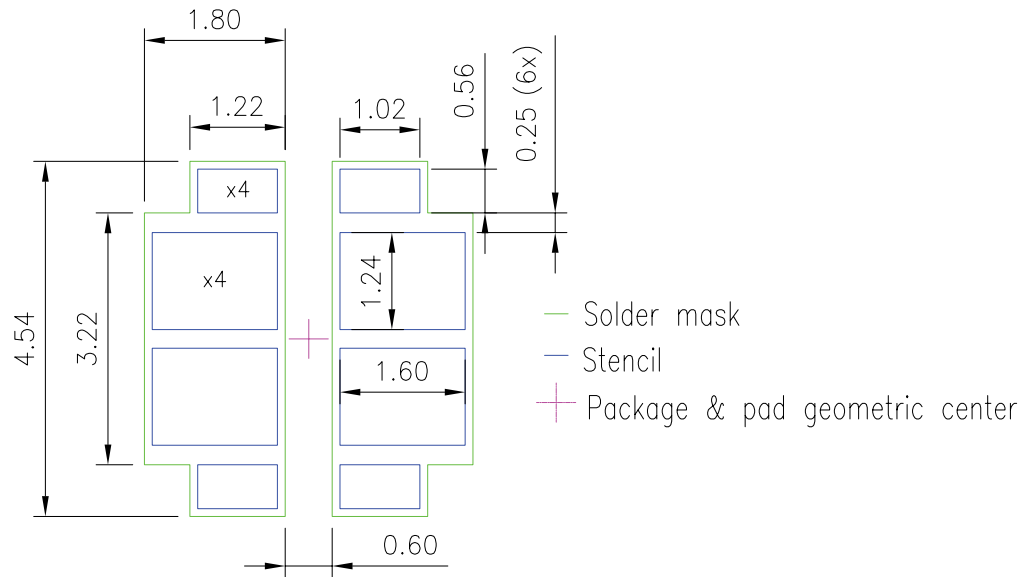 1.80
1.22
1.02
0.56
0.25 (6x)
x4
x4
1.24
4.54
3.22
1.60
0.60
Solder mask
Stencil
Package & pad geometric center